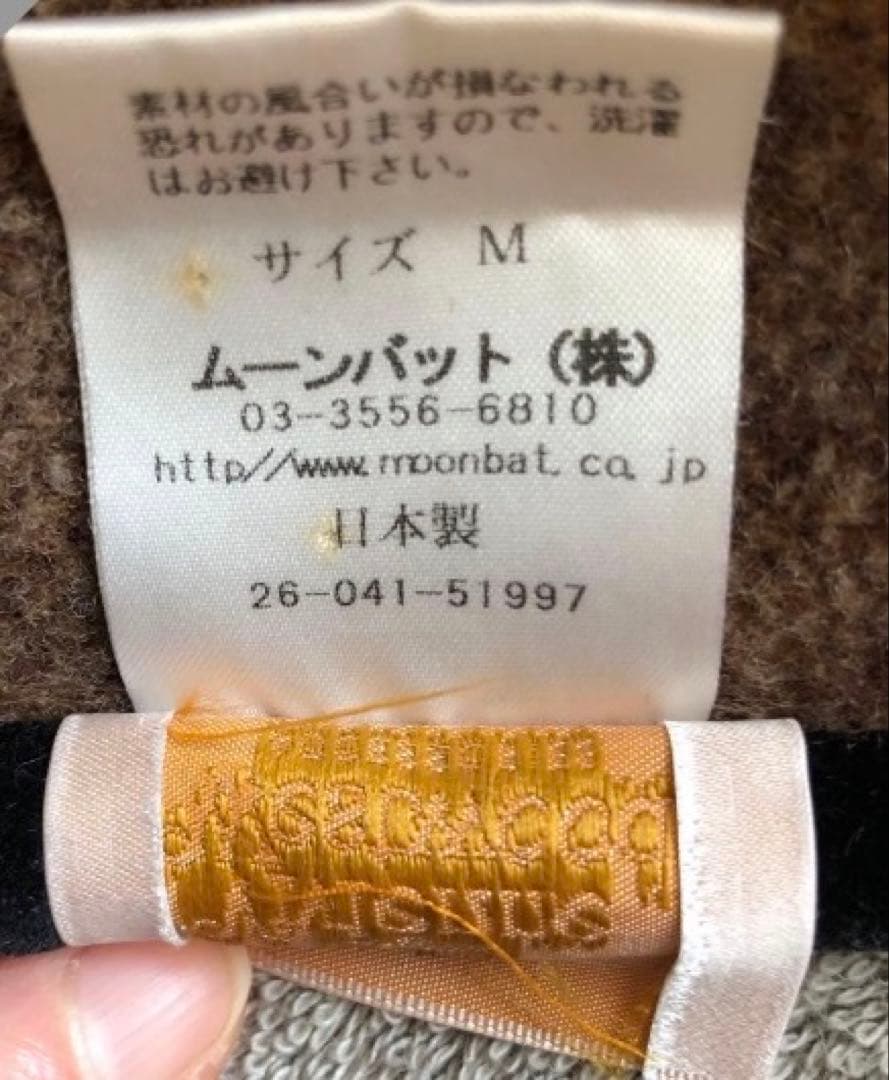 素材の風合いが損なわれる
恐れがありますので、洗濯
はお避け下さい。
サイズ M
ムーンバット(株)
03-3556-6810
http//www.moonbat.co.jp
日本製
26-041-51997